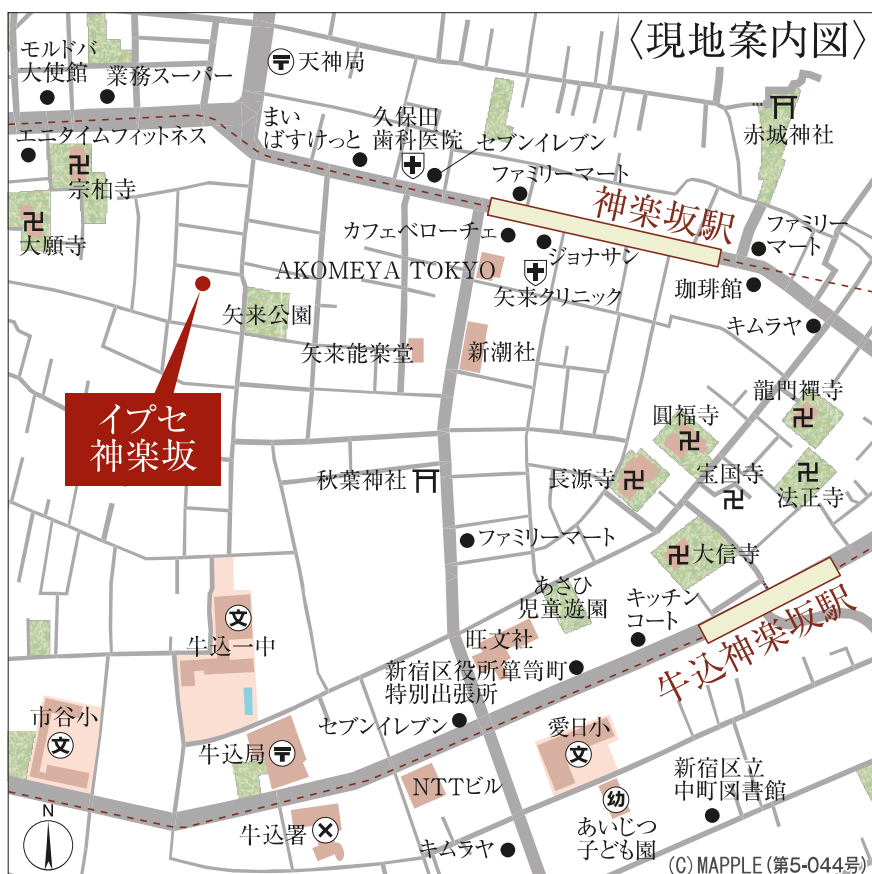 〈現地案内図〉
モルドバ
大使館
業務スーパー
天神局
まい
ばすけっと
久保田
歯科医院
セブンイレブン
赤城神社
エニタイムフィットネス
宗柏寺
大願寺
ファミリーマート
神楽坂駅
カフェベローチェ
ジョナサン
ファミリー
マート
AKOMEYA TOKYO
矢来クリニック
珈琲館
キムラヤ
矢来公園
矢来能楽堂
新潮社
イプセ
神楽坂
龍門禪寺
圓福寺
長源寺
宝国寺
法正寺
秋葉神社
ファミリーマート
大信寺
あさひ
児童遊園
キッチン
コート
牛込神楽坂駅
文
牛込一中
旺文社
新宿区役所箪笥町
特別出張所
セブンイレブン
市谷小
文
牛込局
愛日小
文
NTTビル
新宿区立
中町図書館
幼
あいじつ
子ども園
牛込署
キムラヤ
N
(C)MAPPLE(第5-044号)